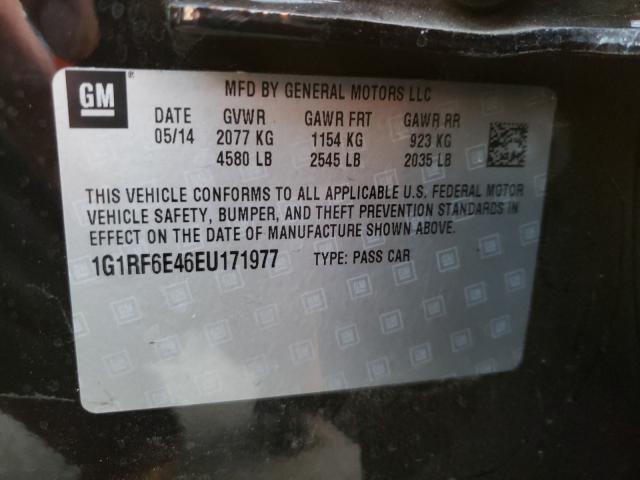 GM
MFD BY GENERAL MOTORS LLC
DATE GVWR GAWR FRT GAWR RR
05/14 2077 KG 1154 KG 923 KG
4580 LB 2545 LB 2035 LB
THIS VEHICLE CONFORMS TO ALL APPLICABLE U.S. FEDERAL MOTOR
VEHICLE SAFETY, BUMPER, AND THEFT PREVENTION STANDARDS IN
EFFECT ON THE DATE OF MANUFACTURE SHOWN ABOVE.
1G1RF6E46EU171977 TYPE: PASS CAR